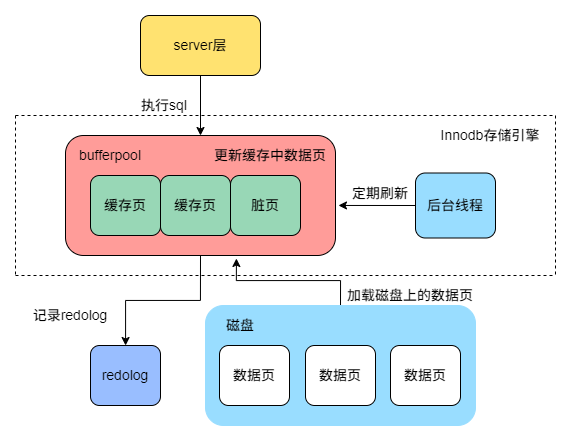 server层
执行sql
Innodb存储引擎
bufferpool
更新缓存中数据页
缓存页
缓存页
脏页
定期刷新
后台线程
加载磁盘上的数据页
记录redolog
磁盘
redolog
数据页
数据页
数据页